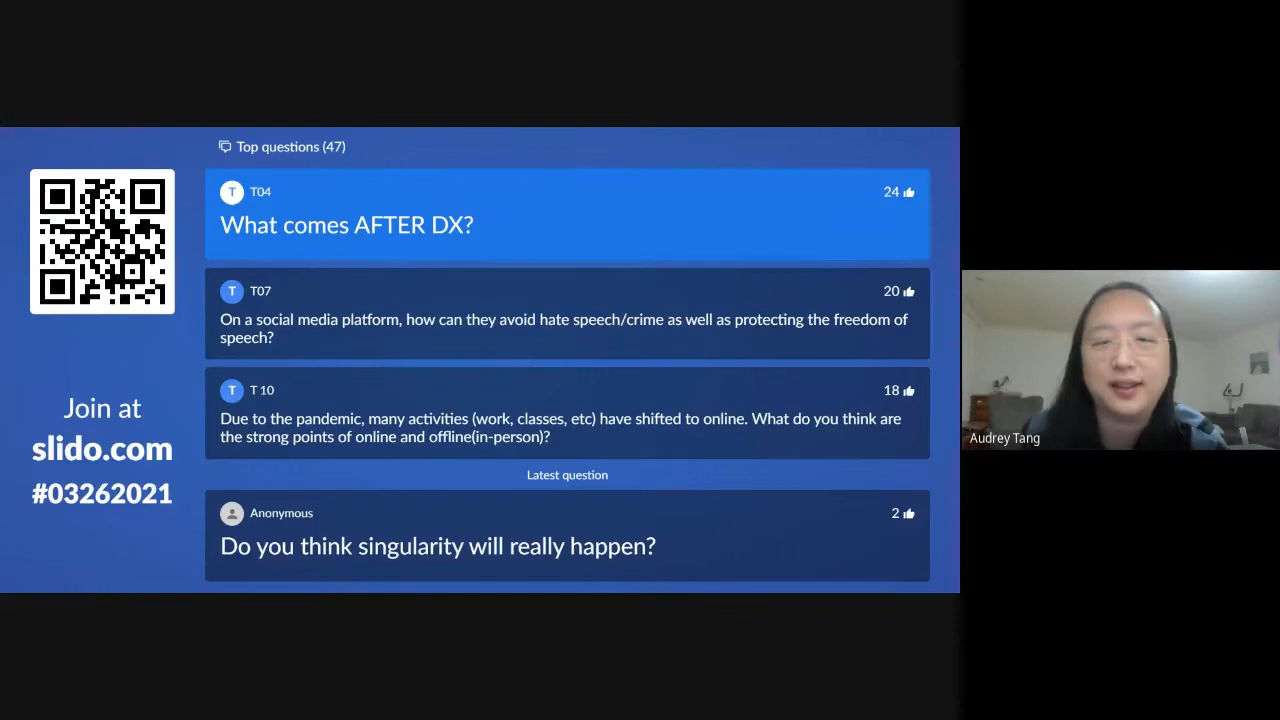 Top questions (47)
T T04 24
What comes AFTER DX?
T T07 20
On a social media platform, how can they avoid hate speech/crime as well as protecting the freedom of
speech?
T T 10 18
Due to the pandemic, many activities (work, classes, etc) have shifted to online. What do you think are
the strong points of online and offline(in-person)?
Latest question
Anonymous 2
Do you think singularity will really happen?
Join at
slido.com
#03262021
Audrey Tang